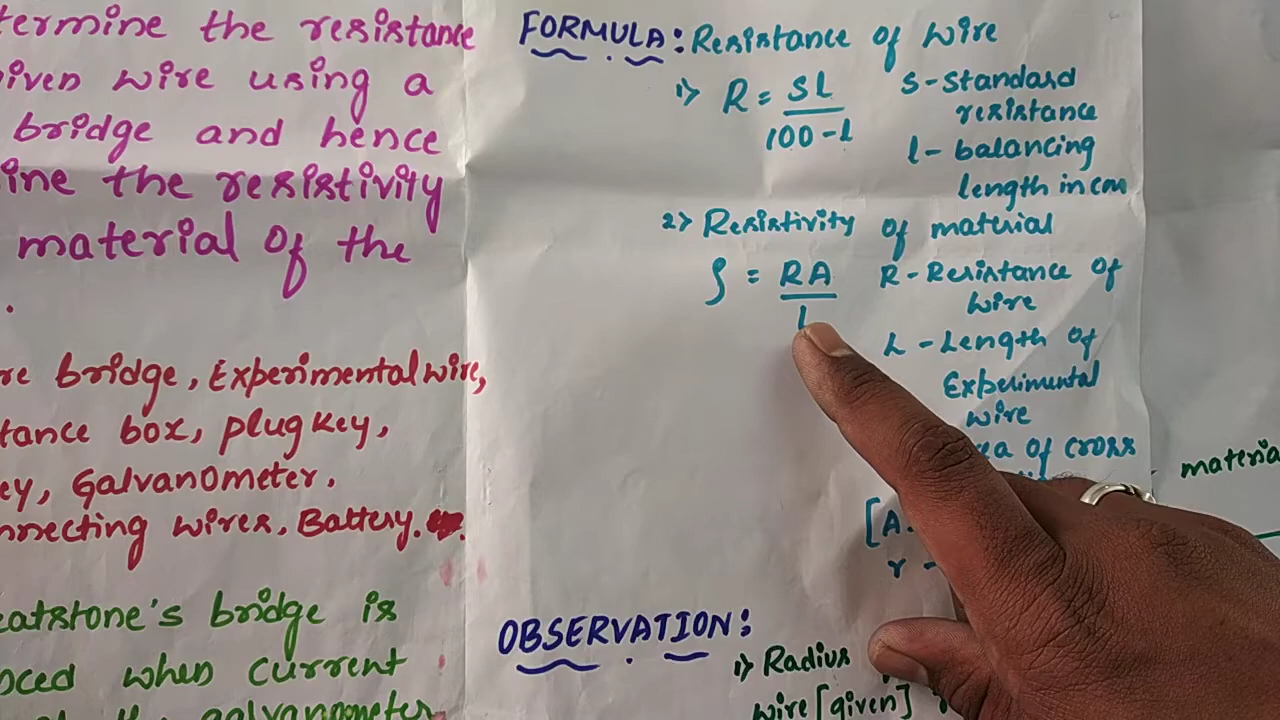 termine the resistance
iven wire using a
bridge and hence
ine the resistivity
material of the
.
re bridge, Experimental wire,
tance box, plug key,
ey, Galvanometer.
nnecting wires, Battery.
eatstone's bridge is
nced when current
galvanometer
FORMULA: Resistance of wire
1) R = Sl / 100-l
S - Standard
resistance
l - balancing
length in cm
2) Resistivity of material
ρ = RA / L
R - Resistance of
wire
L - Length of
Experimental
wire
ea of cross
[A
r -
OBSERVATION:
1) Radius
wire [given]
materia